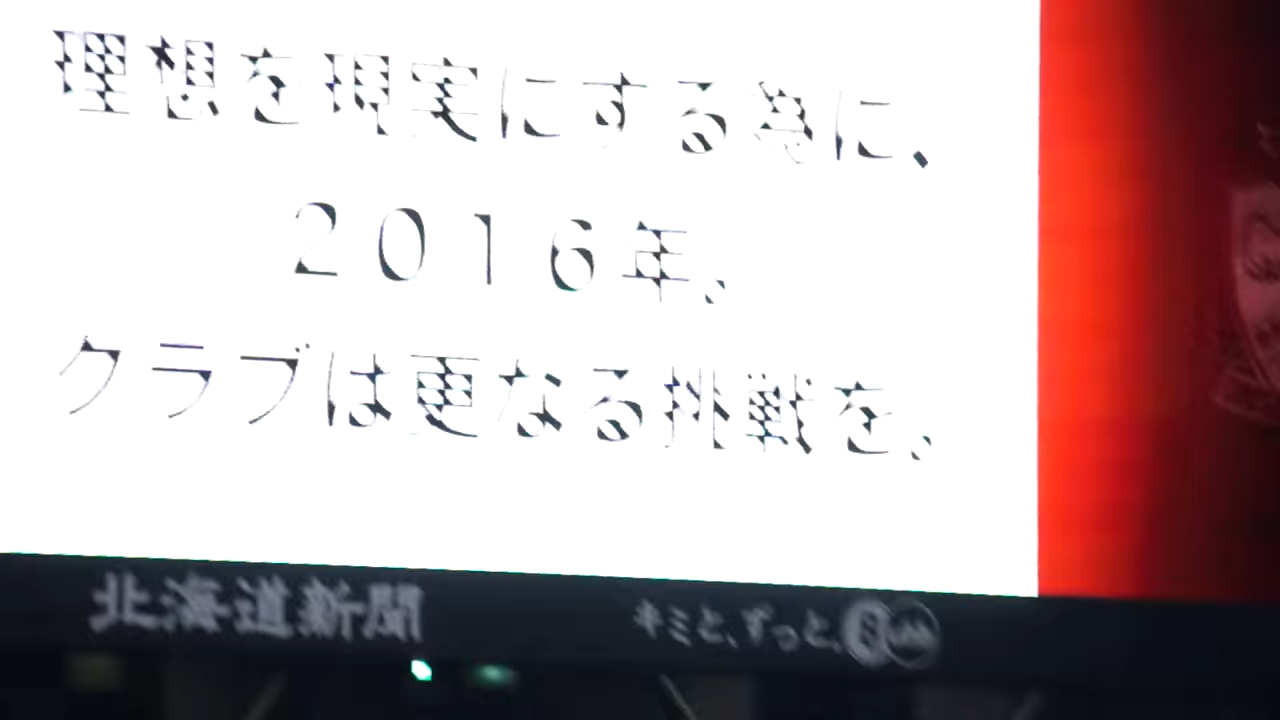 理想を現実にする為に、
２０１６年。
クラブは更なる挑戦を。
北海道新聞
キミと、ずっと、